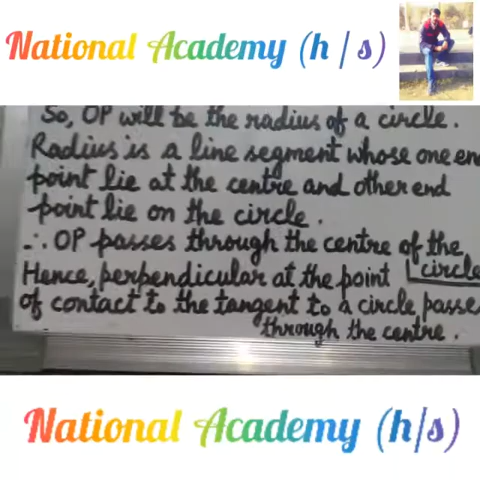 National Academy (h/s)
So, OP will be the radius of a circle.
Radius is a line segment whose one en
point lie at the centre and other end
point lie on the circle.
∴ OP passes through the centre of the
circle
Hence, perpendicular at the point
of contact to the tangent to a circle passe
through the centre.
National Academy (h/s)